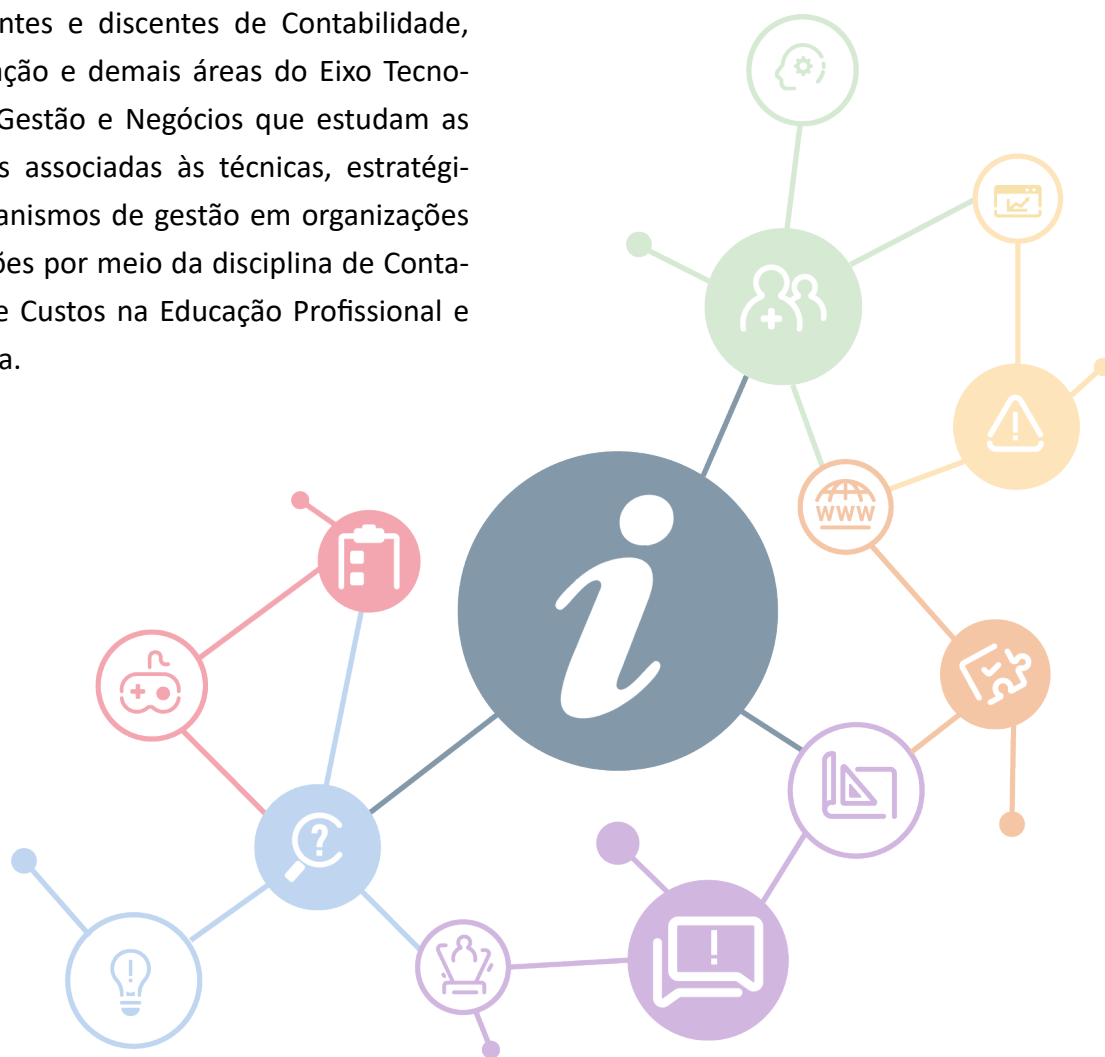 ntes e discentes de Contabilidade,
ção e demais áreas do Eixo Tecno-
Gestão e Negócios que estudam as
s associadas às técnicas, estratégi-
anismos de gestão em organizações
ões por meio da disciplina de Conta-
e Custos na Educação Profissional e
a.
WWW